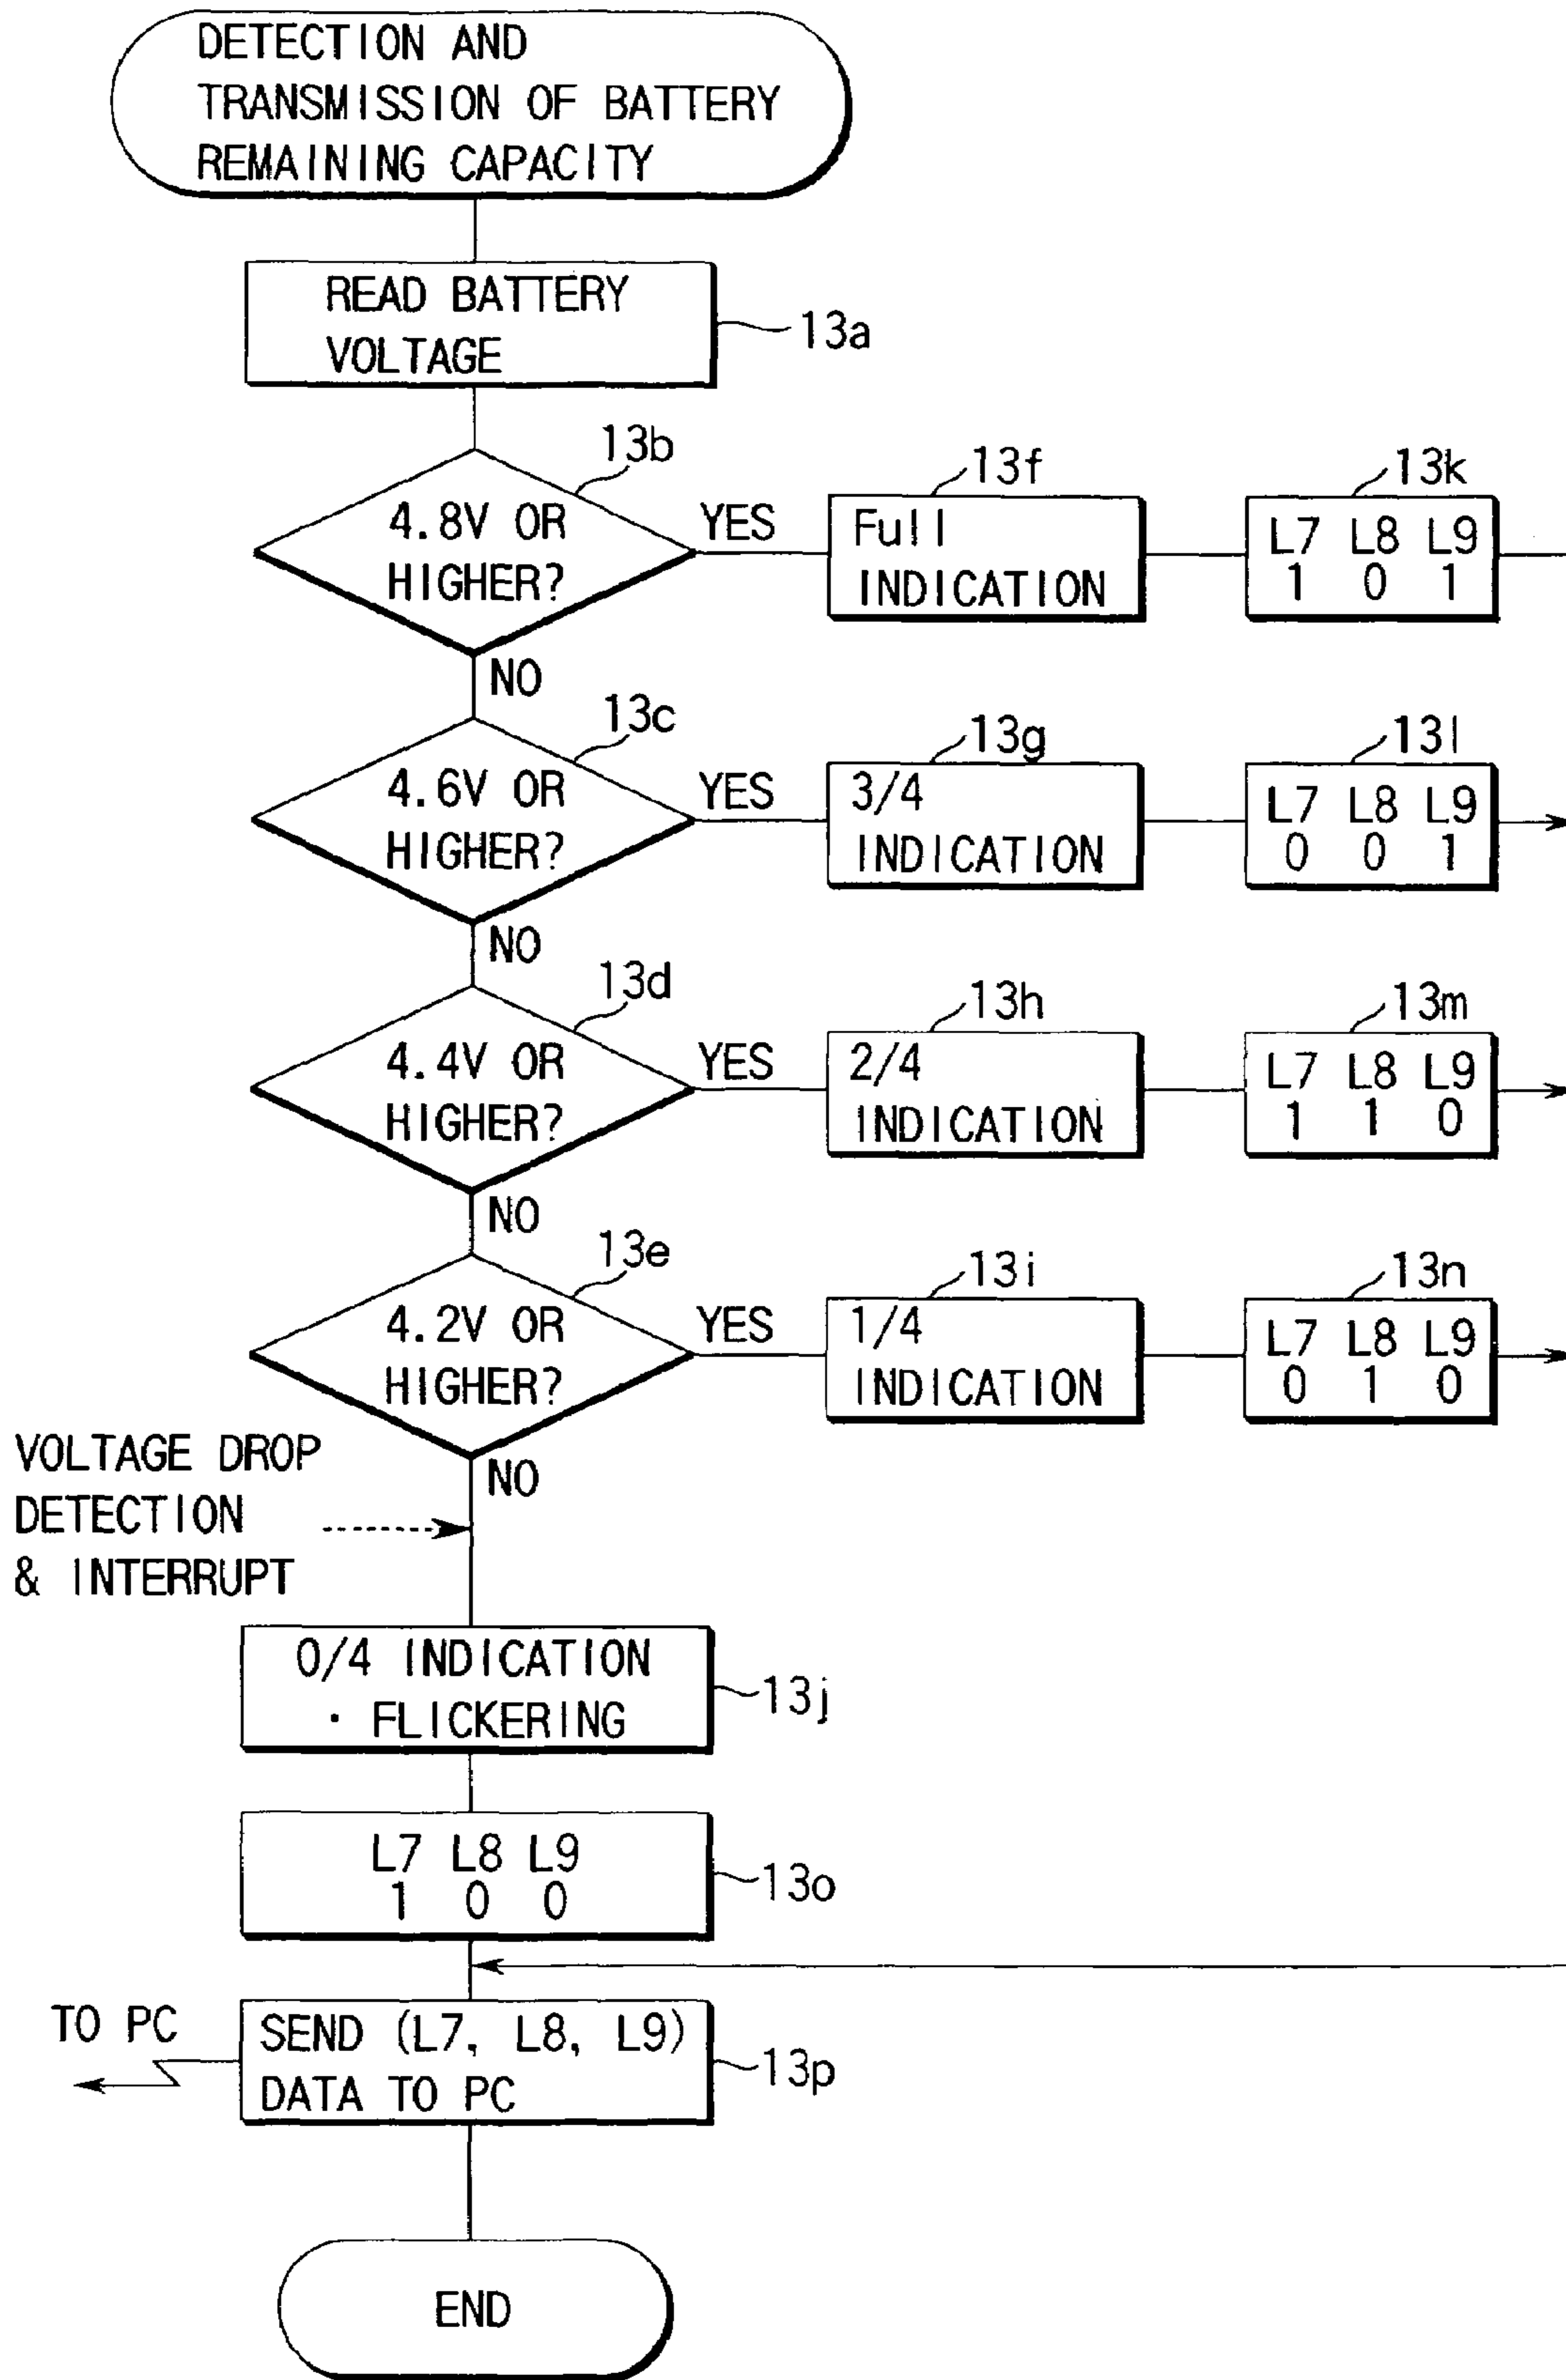 DETECTION AND
TRANSMISSION OF BATTERY
REMAINING CAPACITY
READ BATTERY
VOLTAGE
13a
13b
4.8V OR
HIGHER?
YES
13f
Full
INDICATION
13k
L7 L8 L9
1 0 1
NO
13c
4.6V OR
HIGHER?
YES
13g
3/4
INDICATION
13l
L7 L8 L9
0 0 1
NO
13d
4.4V OR
HIGHER?
YES
13h
2/4
INDICATION
13m
L7 L8 L9
1 1 0
NO
13e
4.2V OR
HIGHER?
YES
13i
1/4
INDICATION
13n
L7 L8 L9
0 1 0
NO
VOLTAGE DROP
DETECTION
& INTERRUPT
0/4 INDICATION
· FLICKERING
13j
L7 L8 L9
1 0 0
13o
TO PC
SEND (L7, L8, L9)
DATA TO PC
13p
END